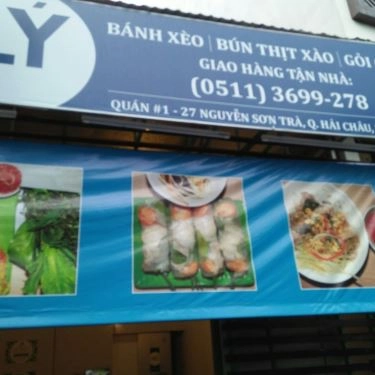 LÝ
BÁNH XÈO | BÚN THỊT XÀO | GỎI
GIAO HÀNG TẬN NHÀ:
(0511) 3699-278
QUÁN #1 - 27 NGUYỄN SƠN TRÀ, Q. HẢI CHÂU,